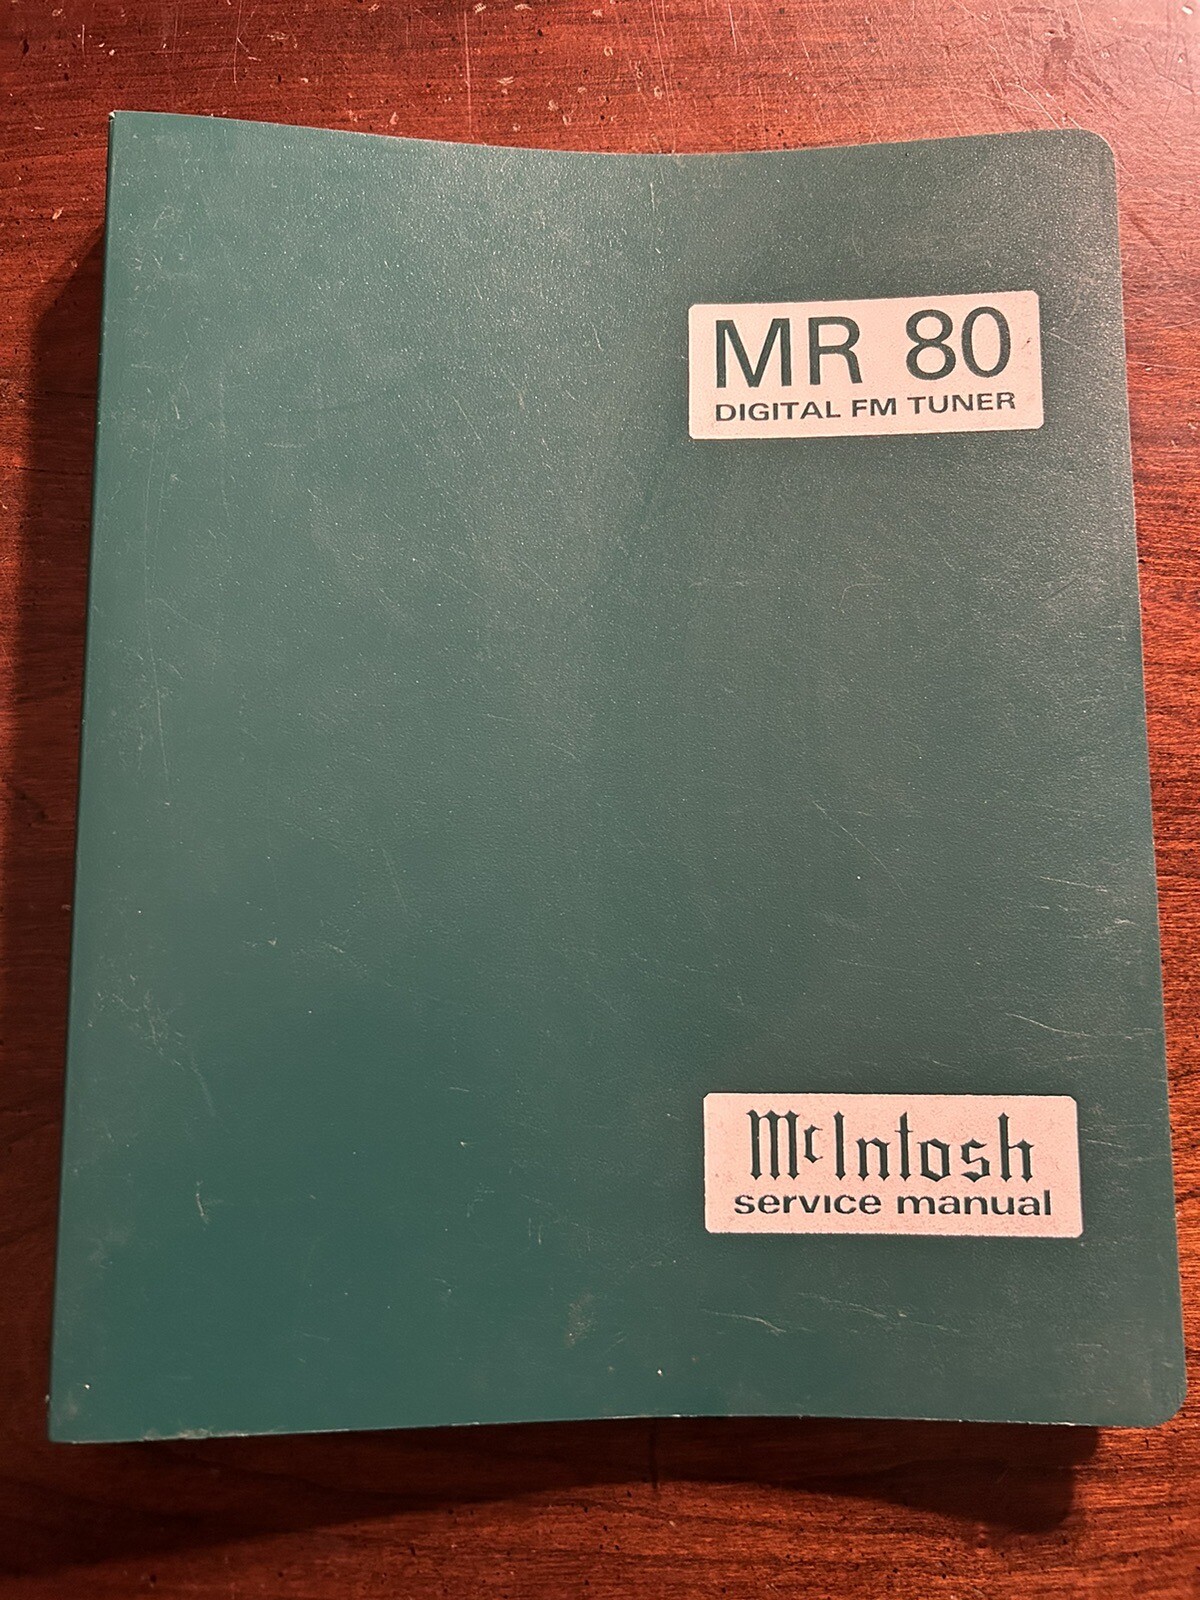 MR 80
DIGITAL FM TUNER
McIntosh
service manual